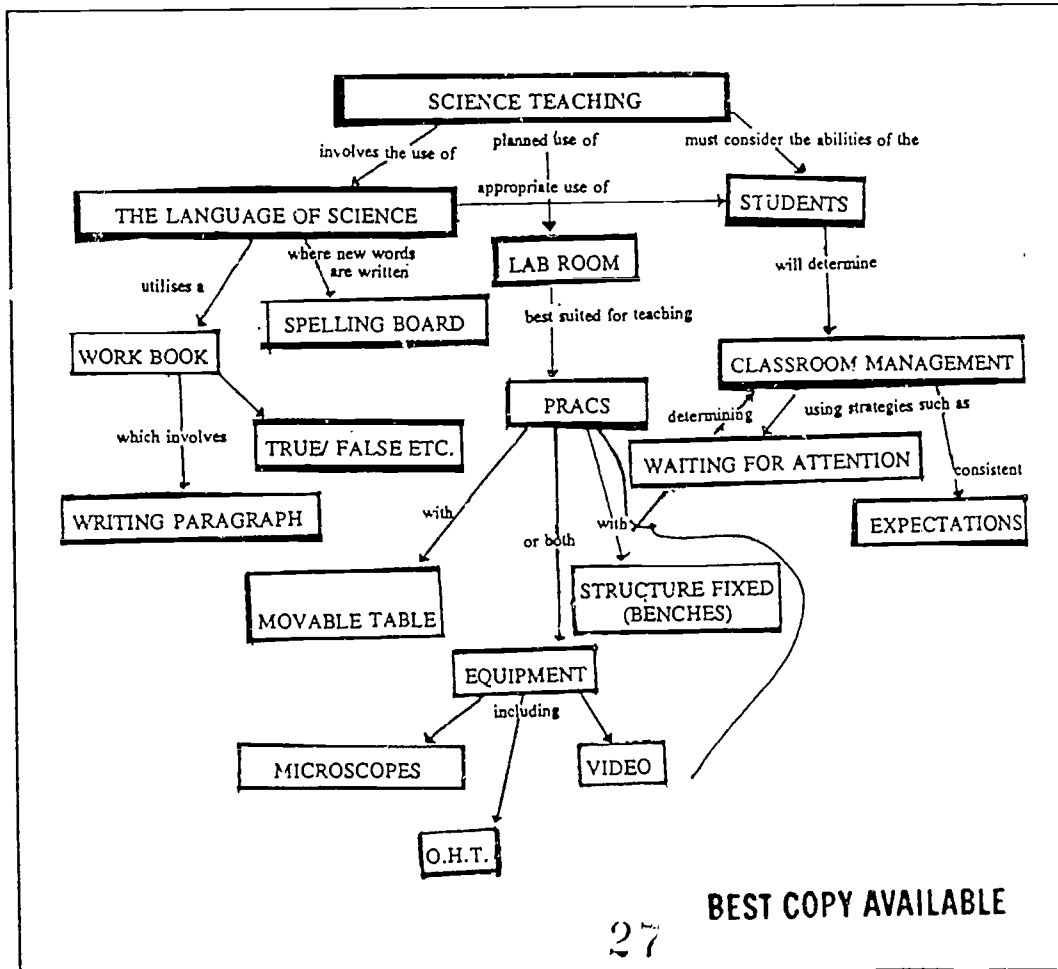 SCIENCE TEACHING
involves the use of
planned use of
must consider the abilities of the
THE LANGUAGE OF SCIENCE
appropriate use of
STUDENTS
where new words
are written
LAB ROOM
will determine
utilises a
SPELLING BOARD
best suited for teaching
WORK BOOK
CLASSROOM MANAGEMENT
PRACS
determining
using strategies such as
which involves
TRUE/ FALSE ETC.
WAITING FOR ATTENTION
consistent
WRITING PARAGRAPH
with
or both
with
EXPECTATIONS
MOVABLE TABLE
STRUCTURE FIXED
(BENCHES)
EQUIPMENT
including
MICROSCOPES
VIDEO
O.H.T.
BEST COPY AVAILABLE
27